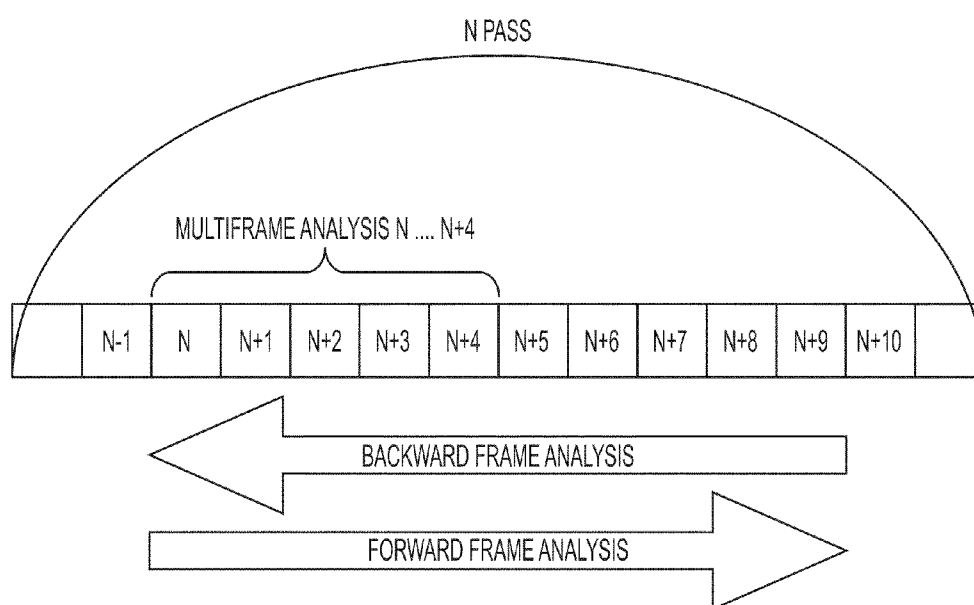 N PASS
MULTIFRAME ANALYSIS N .... N+4
N-1 N N+1 N+2 N+3 N+4 N+5 N+6 N+7 N+8 N+9 N+10
BACKWARD FRAME ANALYSIS
FORWARD FRAME ANALYSIS